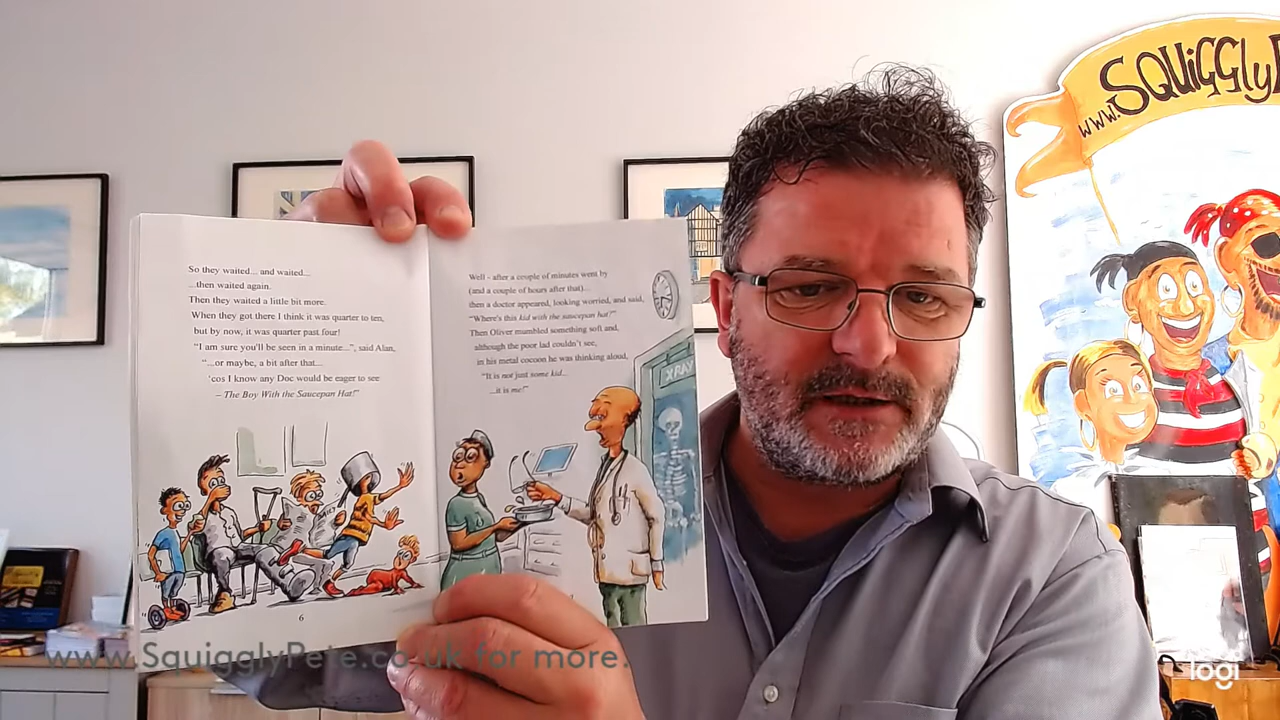 So they waited... and waited...
...then waited again.
Then they waited a little bit more.
When they got there I think it was quarter to ten,
but by now, it was quarter past four!
"I am sure you'll be seen in a minute...", said Alan,
"...or maybe, a bit after that...
'cos I know any Doc would be eager to see
– The Boy With the Saucepan Hat!"
6
Well - after a couple of minutes went by
(and a couple of hours after that)...
then a doctor appeared, looking worried, and said,
"Where's this kid with the saucepan hat?"
Then Oliver mumbled something soft and,
although the poor lad couldn't see,
in his metal cocoon he was thinking aloud,
"It is not just some kid...
...it is me!"
XRAY
www.Squiggly
www.SquigglyPete.co.uk for more.
logi